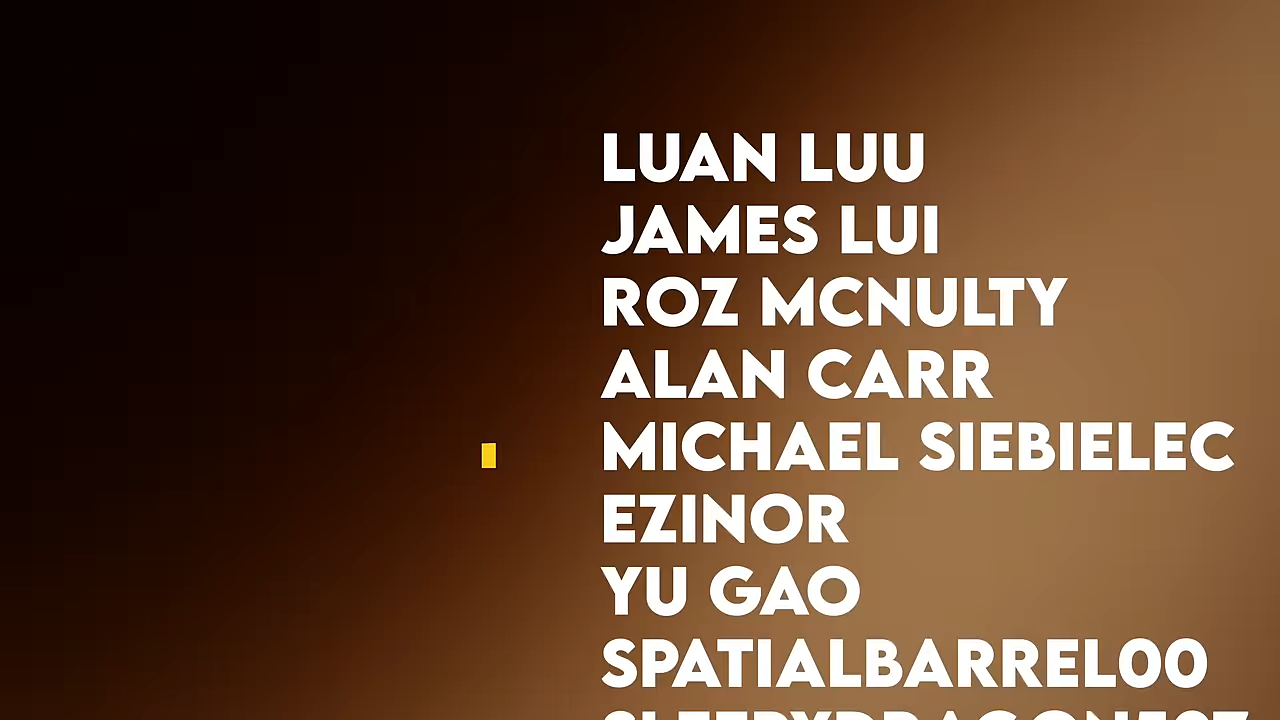 LUAN LUU
JAMES LUI
ROZ MCNULTY
ALAN CARR
MICHAEL SIEBIELEC
EZINOR
YU GAO
SPATIALBARREL00